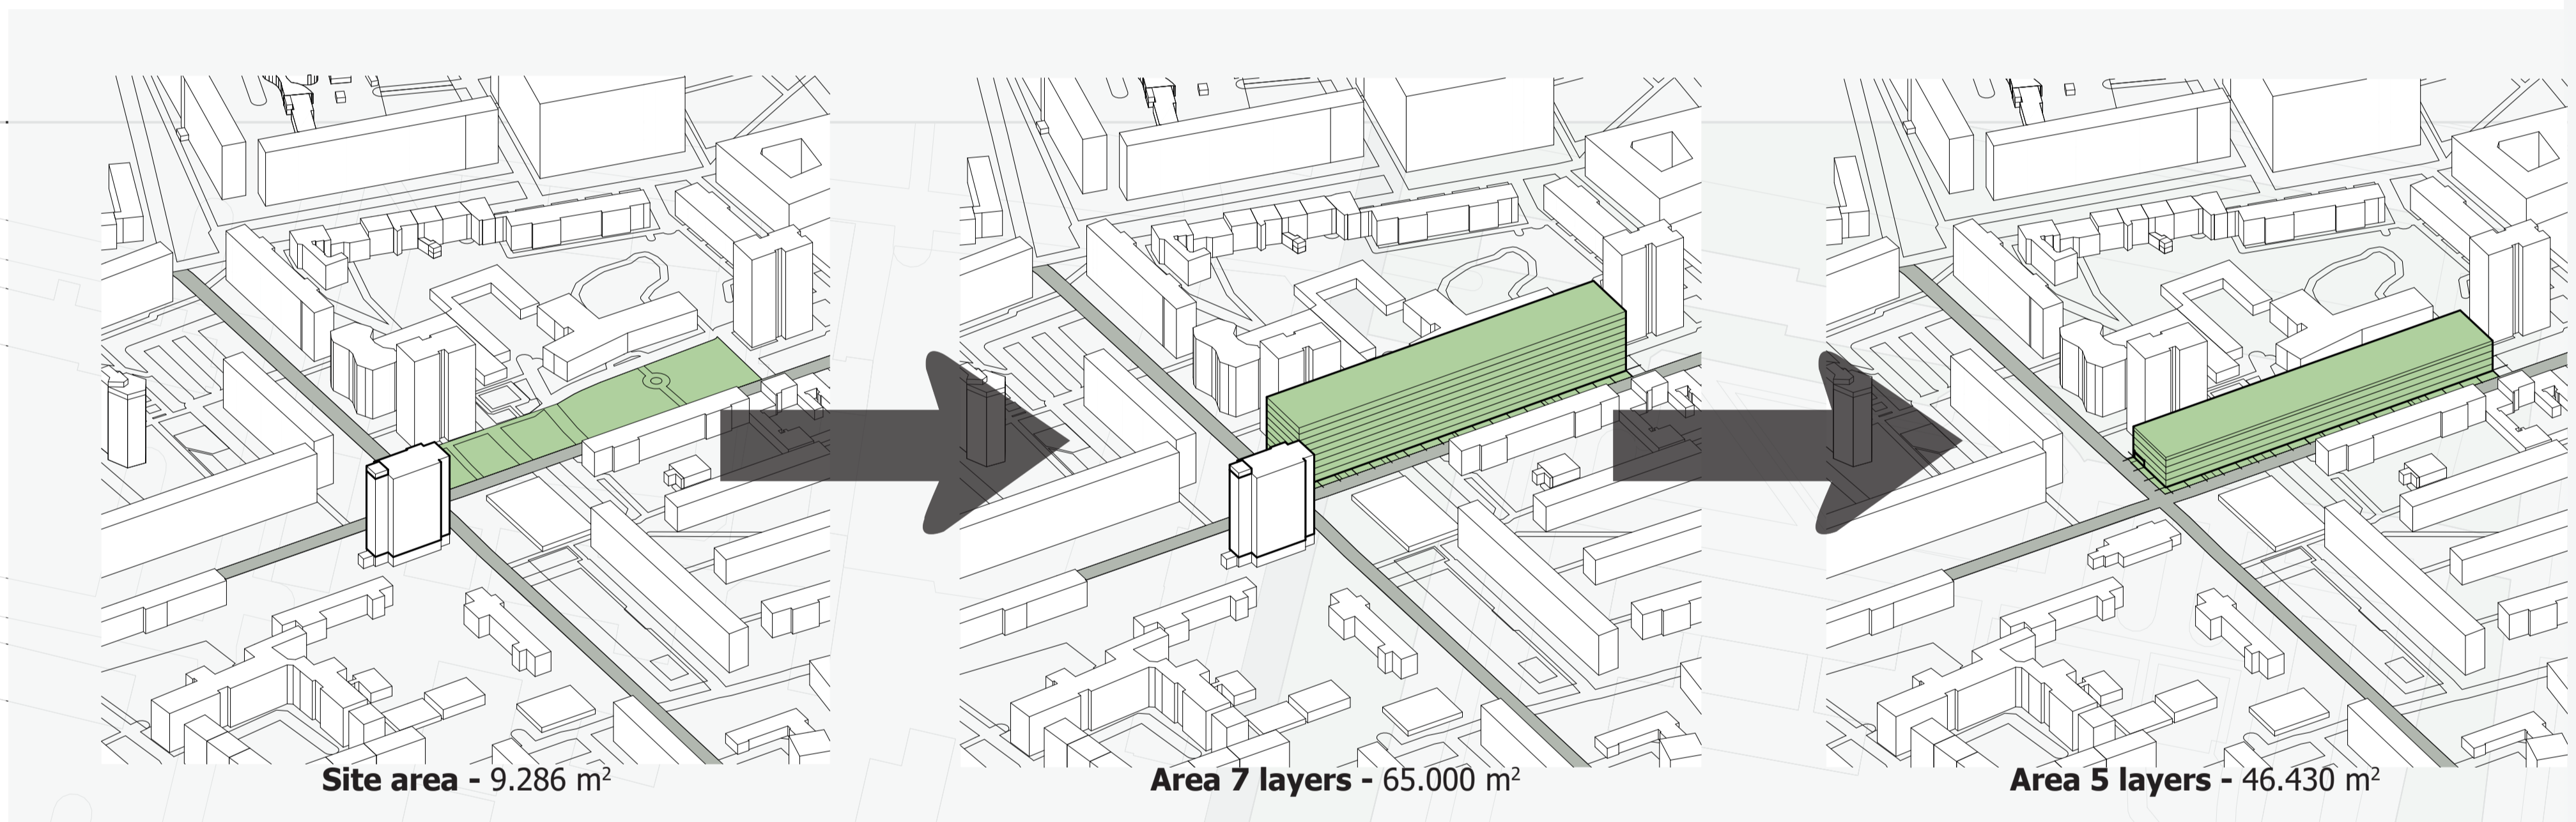 Site area - 9.286 m²
Area 7 layers - 65.000 m²
Area 5 layers - 46.430 m²